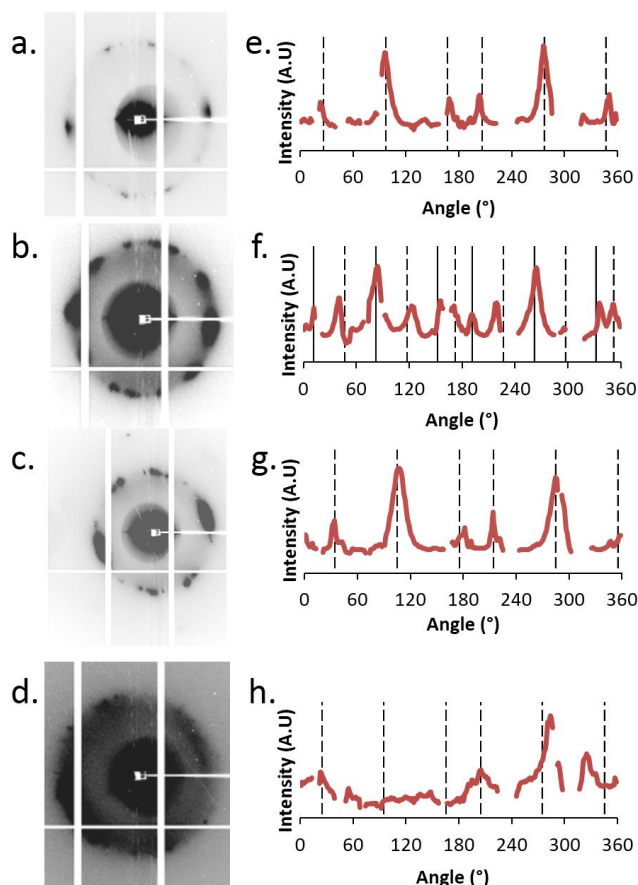 a.
e.
Intensity (A.U)
0 60 120 180 240 300 360
Angle (°)
b.
f.
Intensity (A.U)
0 60 120 180 240 300 360
Angle (°)
c.
g.
Intensity (A.U)
0 60 120 180 240 300 360
Angle (°)
d.
h.
Intensity (A.U)
0 60 120 180 240 300 360
Angle (°)